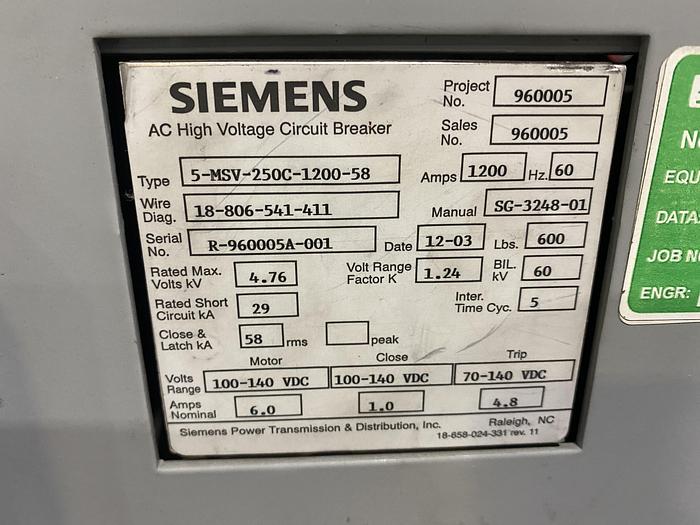 SIEMENS
AC High Voltage Circuit Breaker
Project No. 960005
Sales No. 960005
Type 5-MSV-250C-1200-58 Amps 1200 Hz. 60
Wire Diag. 18-806-541-411 Manual SG-3248-01
Serial No. R-960005A-001 Date 12-03 Lbs. 600
Rated Max. Volts kV 4.76 Volt Range Factor K 1.24 BIL. kV 60
Rated Short Circuit kA 29 Inter. Time Cyc. 5
Close & Latch kA 58 rms peak
Motor Close Trip
Volts Range 100-140 VDC 100-140 VDC 70-140 VDC
Amps Nominal 6.0 1.0 4.8
Siemens Power Transmission & Distribution, Inc. Raleigh, NC
18-658-024-331 rev. 11
JOB
ENGR: